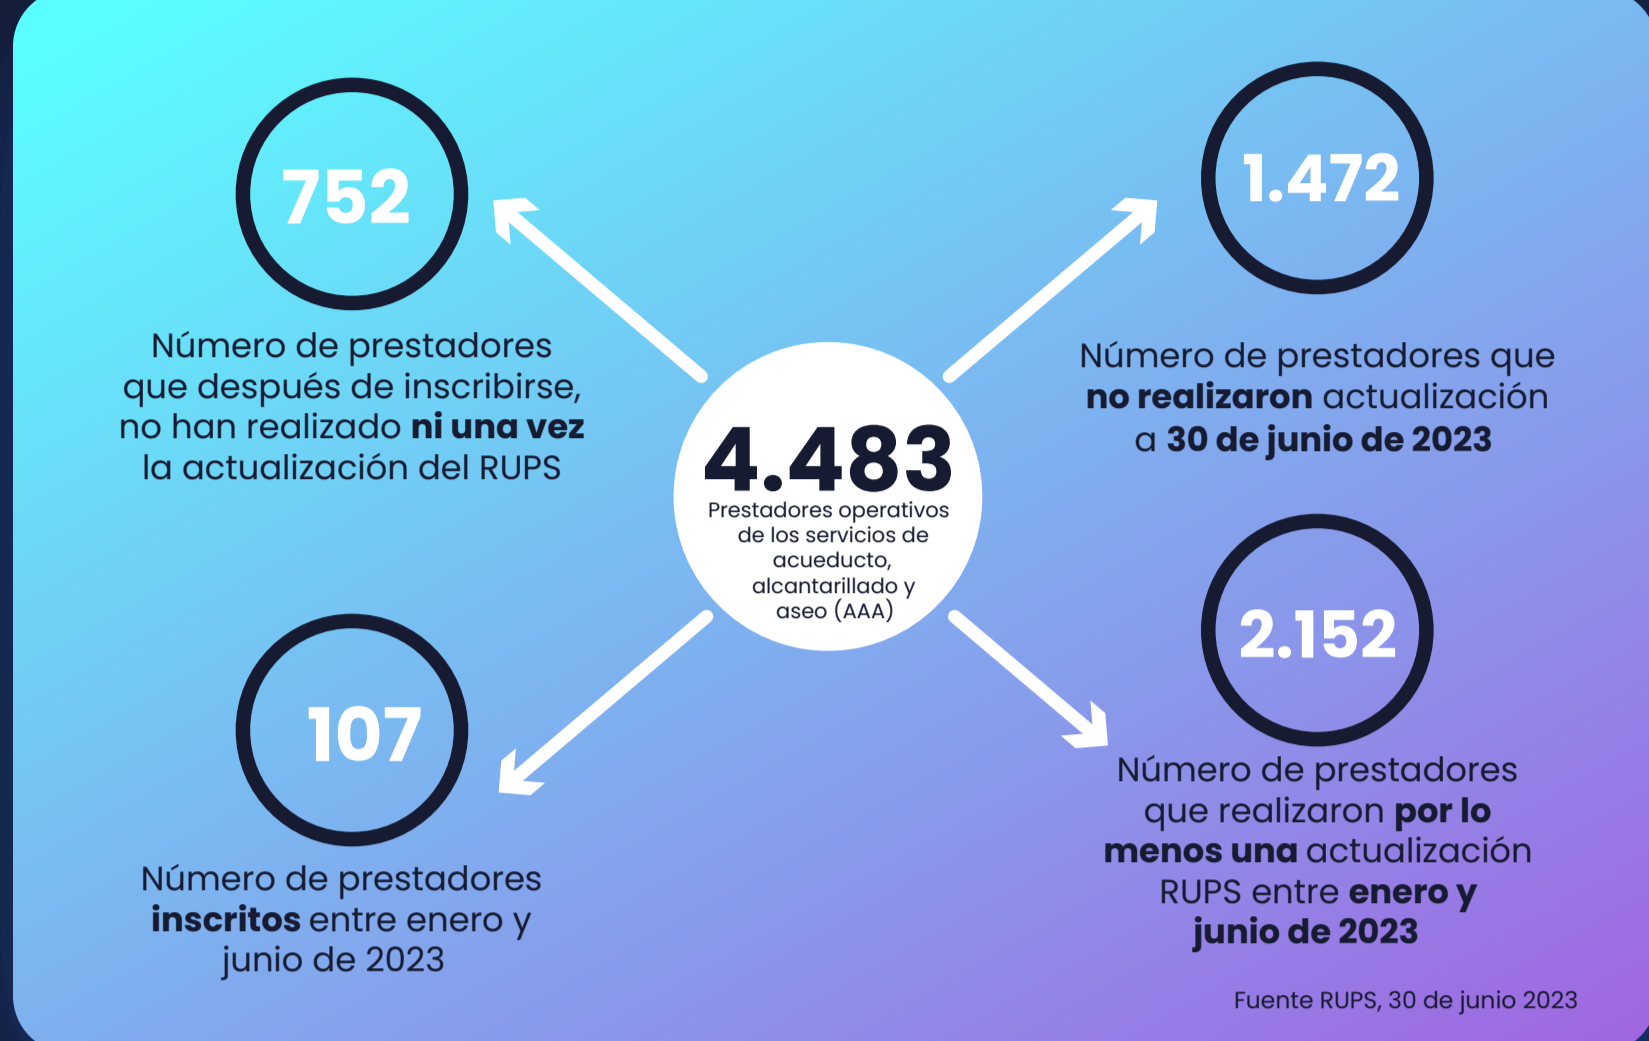 752
Número de prestadores
que después de inscribirse,
no han realizado ni una vez
la actualización del RUPS
1.472
Número de prestadores que
no realizaron actualización
a 30 de junio de 2023
4.483
Prestadores operativos
de los servicios de
acueducto,
alcantarillado y
aseo (AAA)
107
Número de prestadores
inscritos entre enero y
junio de 2023
2.152
Número de prestadores
que realizaron por lo
menos una actualización
RUPS entre enero y
junio de 2023
Fuente RUPS, 30 de junio 2023